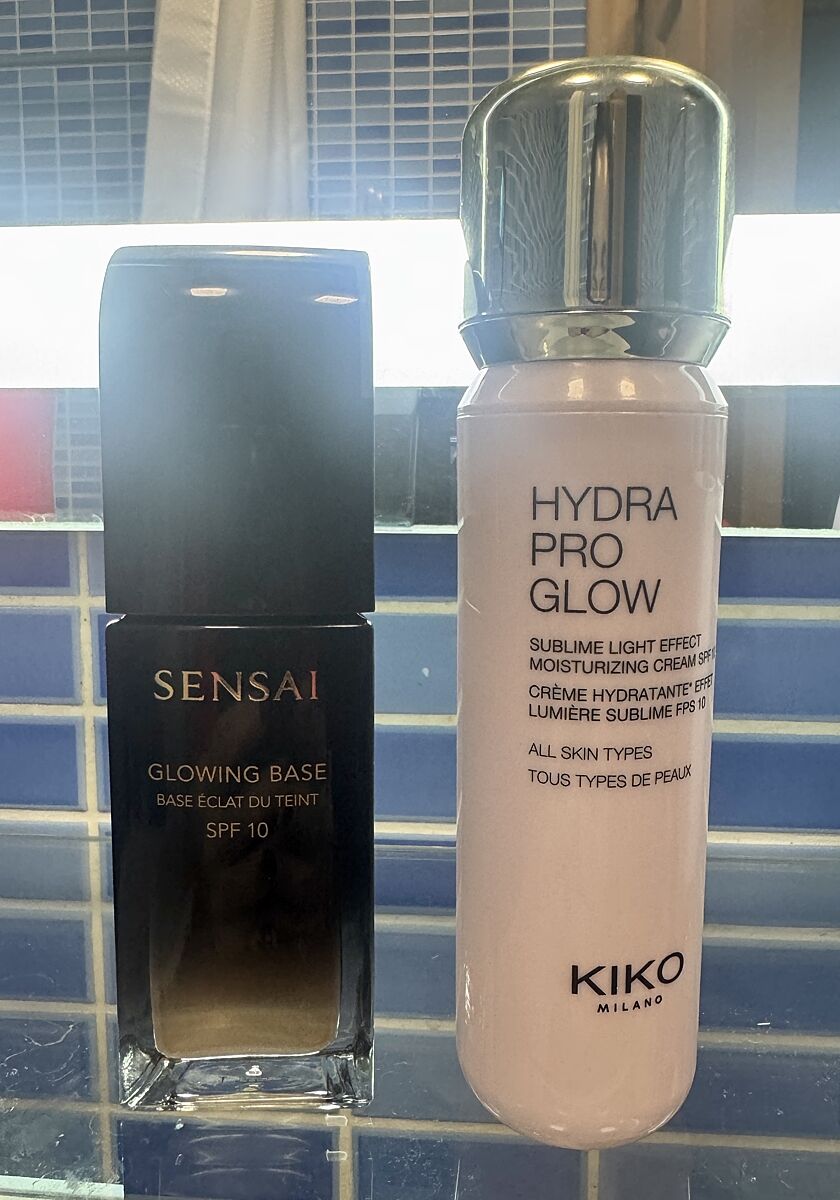 SENSAI
GLOWING BASE
BASE ÉCLAT DU TEINT
SPF 10
HYDRA
PRO
GLOW
SUBLIME LIGHT EFFECT
MOISTURIZING CREAM SPF
CRÈME HYDRATANTE* EFFET
LUMIÈRE SUBLIME FPS 10
ALL SKIN TYPES
TOUS TYPES DE PEAUX
KIKO
MILANO